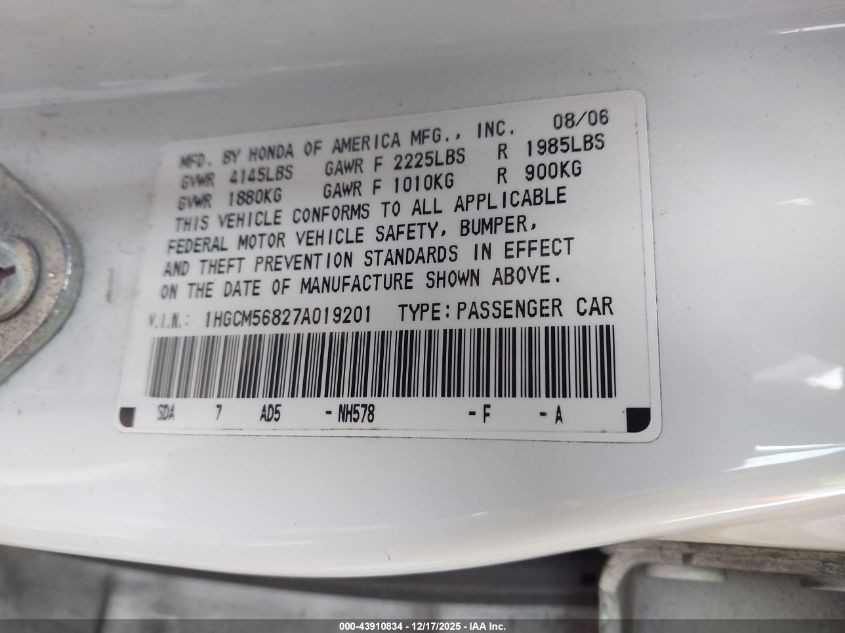 MFD. BY HONDA OF AMERICA MFG., INC. 08/06
GVWR 4145LBS GAWR F 2225LBS R 1985LBS
GVWR 1880KG GAWR F 1010KG R 900KG
THIS VEHICLE CONFORMS TO ALL APPLICABLE
FEDERAL MOTOR VEHICLE SAFETY, BUMPER,
AND THEFT PREVENTION STANDARDS IN EFFECT
ON THE DATE OF MANUFACTURE SHOWN ABOVE.
V.I.N.: 1HGCM56827A019201 TYPE: PASSENGER CAR
SDA 7 AD5 -NH578 -F -A
000-43910834 - 12/17/2025 - IAA Inc.